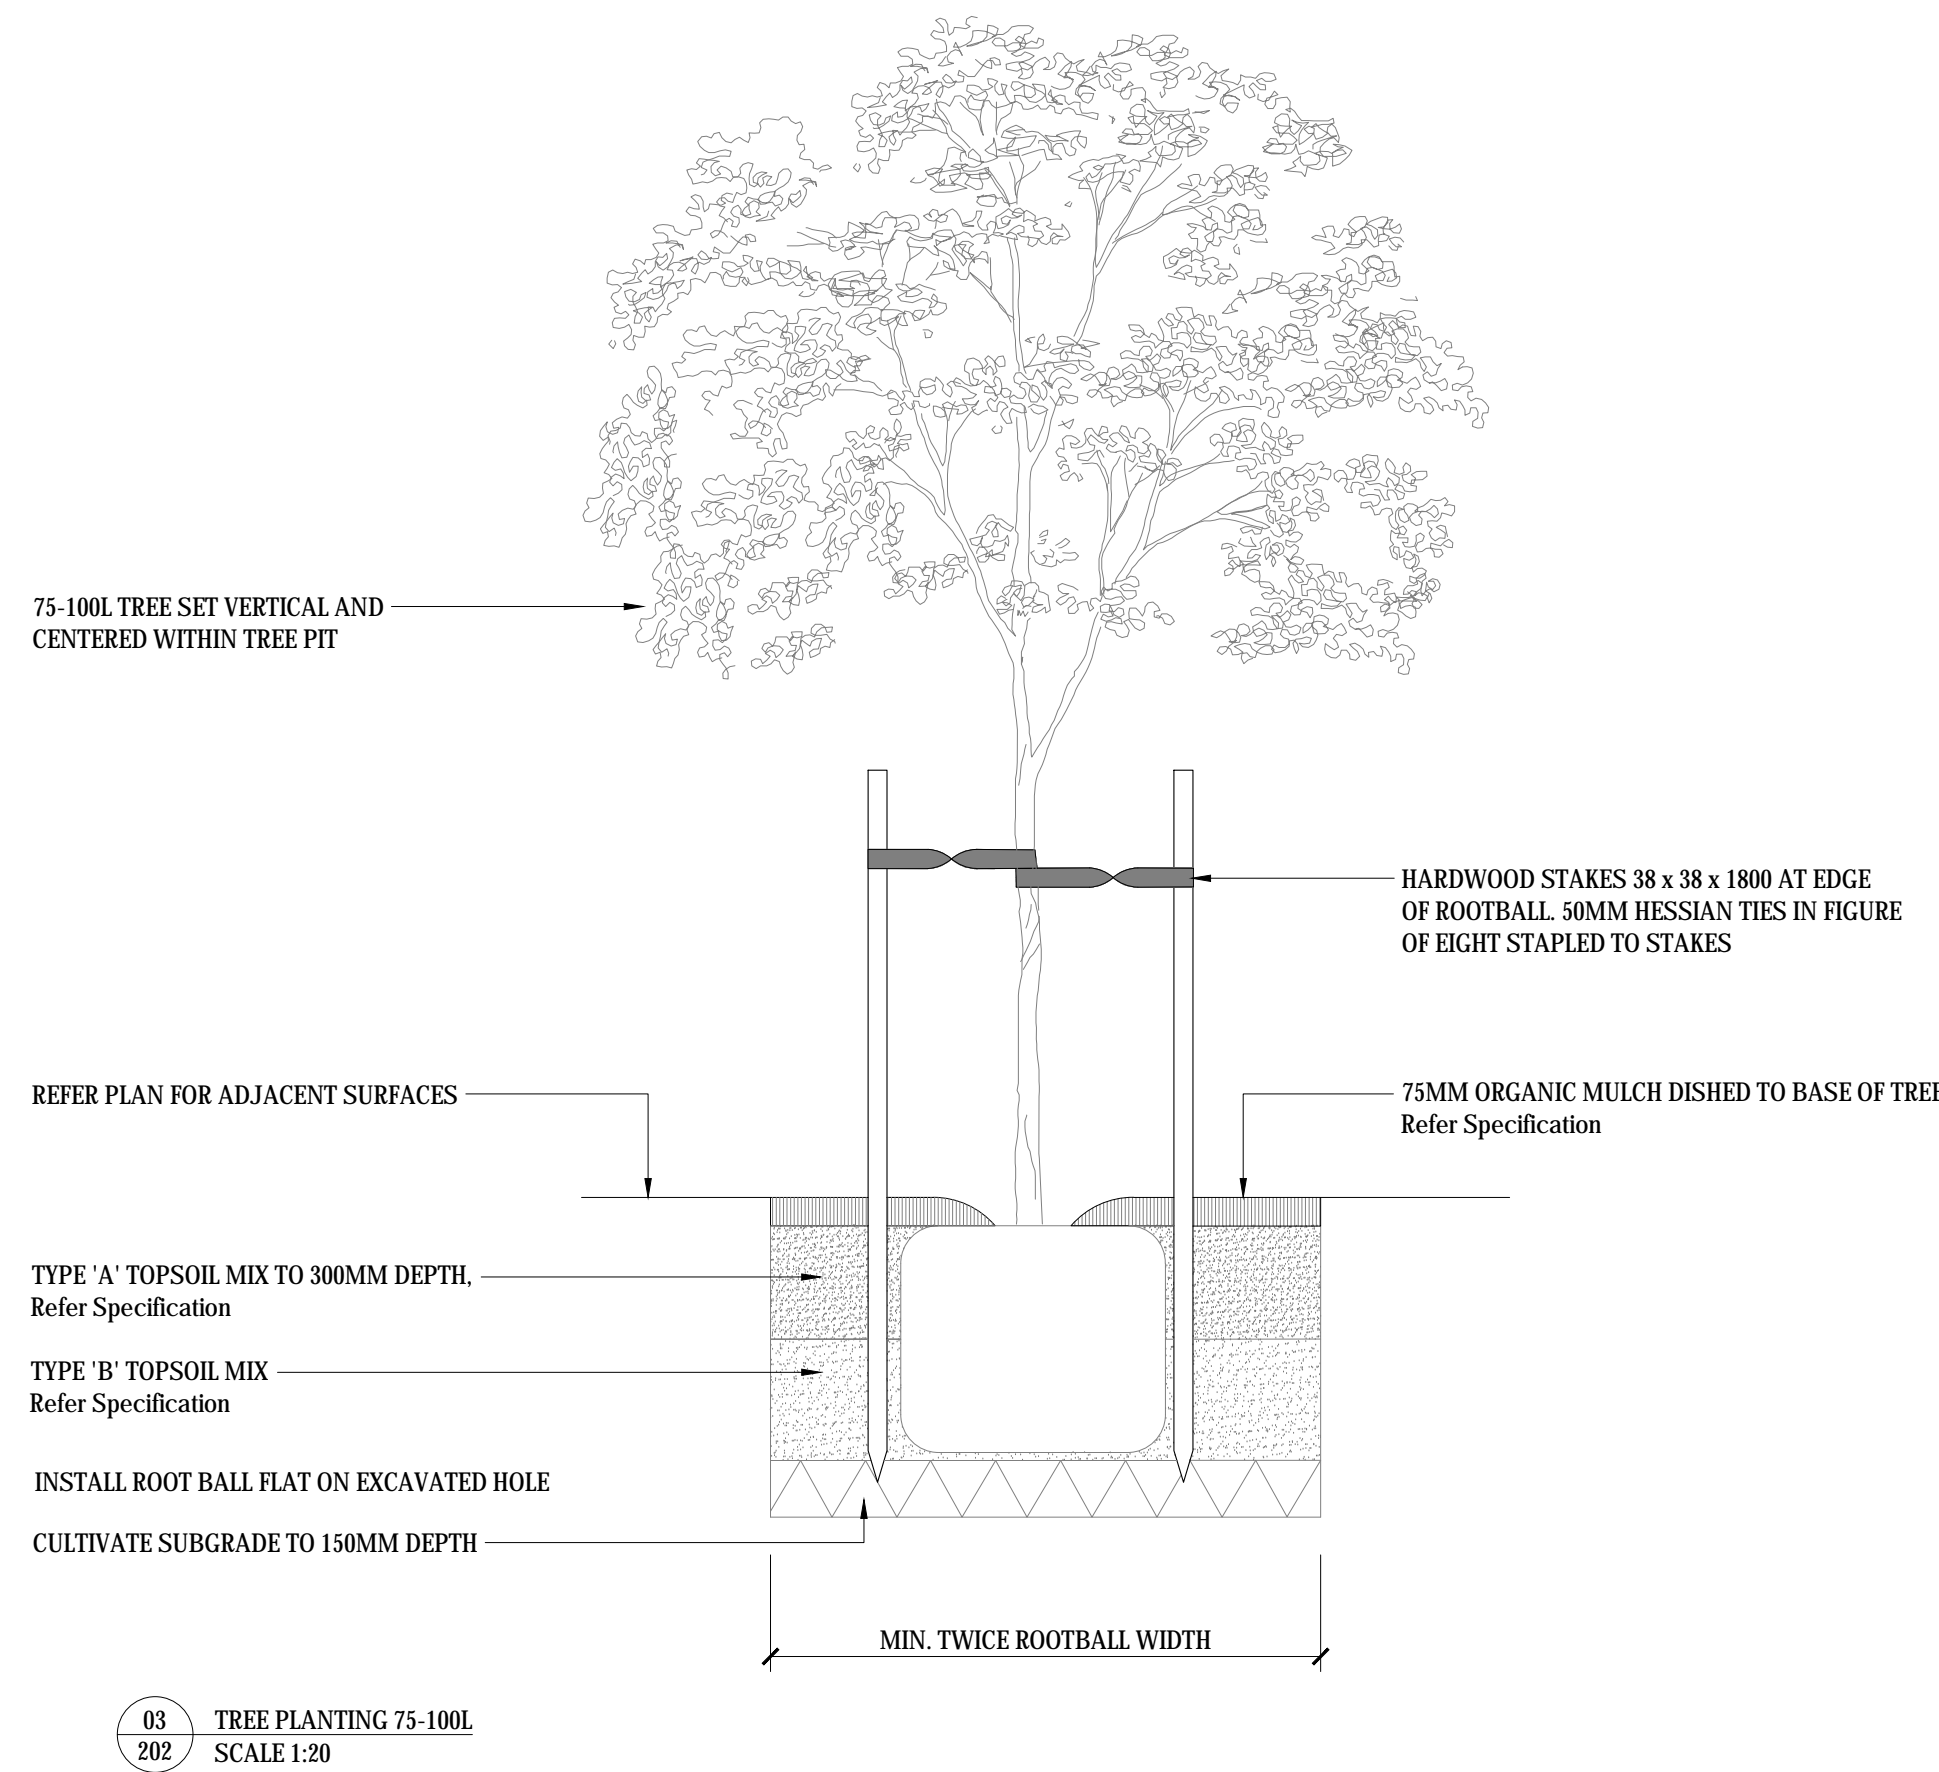 75-100L TREE SET VERTICAL AND
CENTERED WITHIN TREE PIT
HARDWOOD STAKES 38 x 38 x 1800 AT EDGE
OF ROOTBALL. 50MM HESSIAN TIES IN FIGURE
OF EIGHT STAPLED TO STAKES
REFER PLAN FOR ADJACENT SURFACES
75MM ORGANIC MULCH DISHED TO BASE OF TREE
Refer Specification
TYPE 'A' TOPSOIL MIX TO 300MM DEPTH,
Refer Specification
TYPE 'B' TOPSOIL MIX
Refer Specification
INSTALL ROOT BALL FLAT ON EXCAVATED HOLE
CULTIVATE SUBGRADE TO 150MM DEPTH
MIN. TWICE ROOTBALL WIDTH
03
202
TREE PLANTING 75-100L
SCALE 1:20